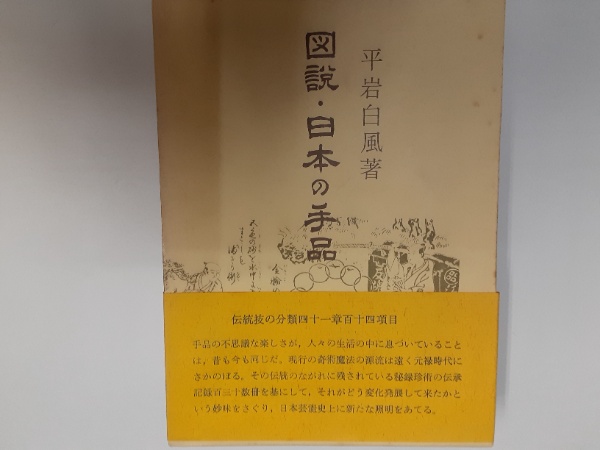 平岩白風著
図説・日本の手品
伝統技の分類四十一章百十四項目
手品の不思議な楽しさが、人々の生活の中に息づいていること
は、昔も今も同じだ。現行の奇術魔法の源流は遠く元禄時代に
さかのぼる。その伝統のながれに残されている秘録珍術の伝承
記録百三十数冊を基にして、それがどう変化発展して来たかと
いう妙味をさぐり、日本芸能史上に新たな照明をあてる。